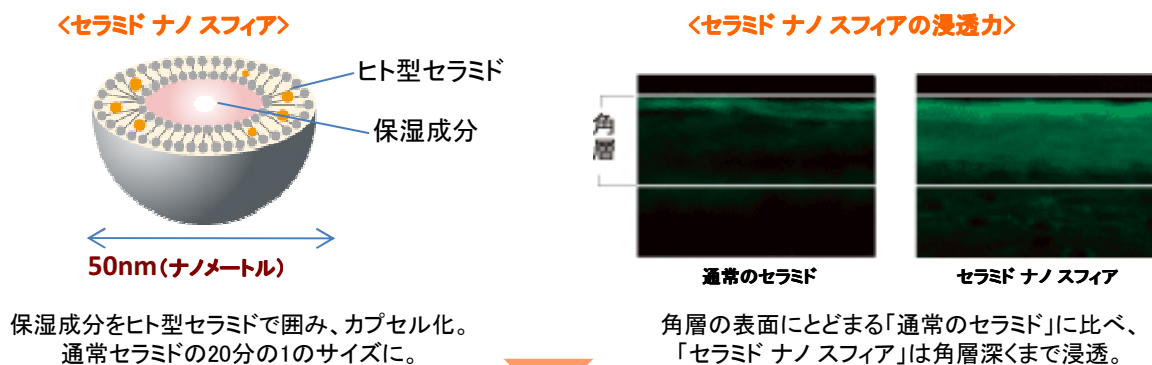 <セラミド ナノ スフィア>
ヒト型セラミド
保湿成分
50nm(ナノメートル)
保湿成分をヒト型セラミドで囲み、カプセル化。
通常セラミドの20分の1のサイズに。
<セラミド ナノ スフィアの浸透力>
角層
通常のセラミド
セラミド ナノ スフィア
角層の表面にとどまる「通常のセラミド」に比べ、
「セラミド ナノ スフィア」は角層深くまで浸透。